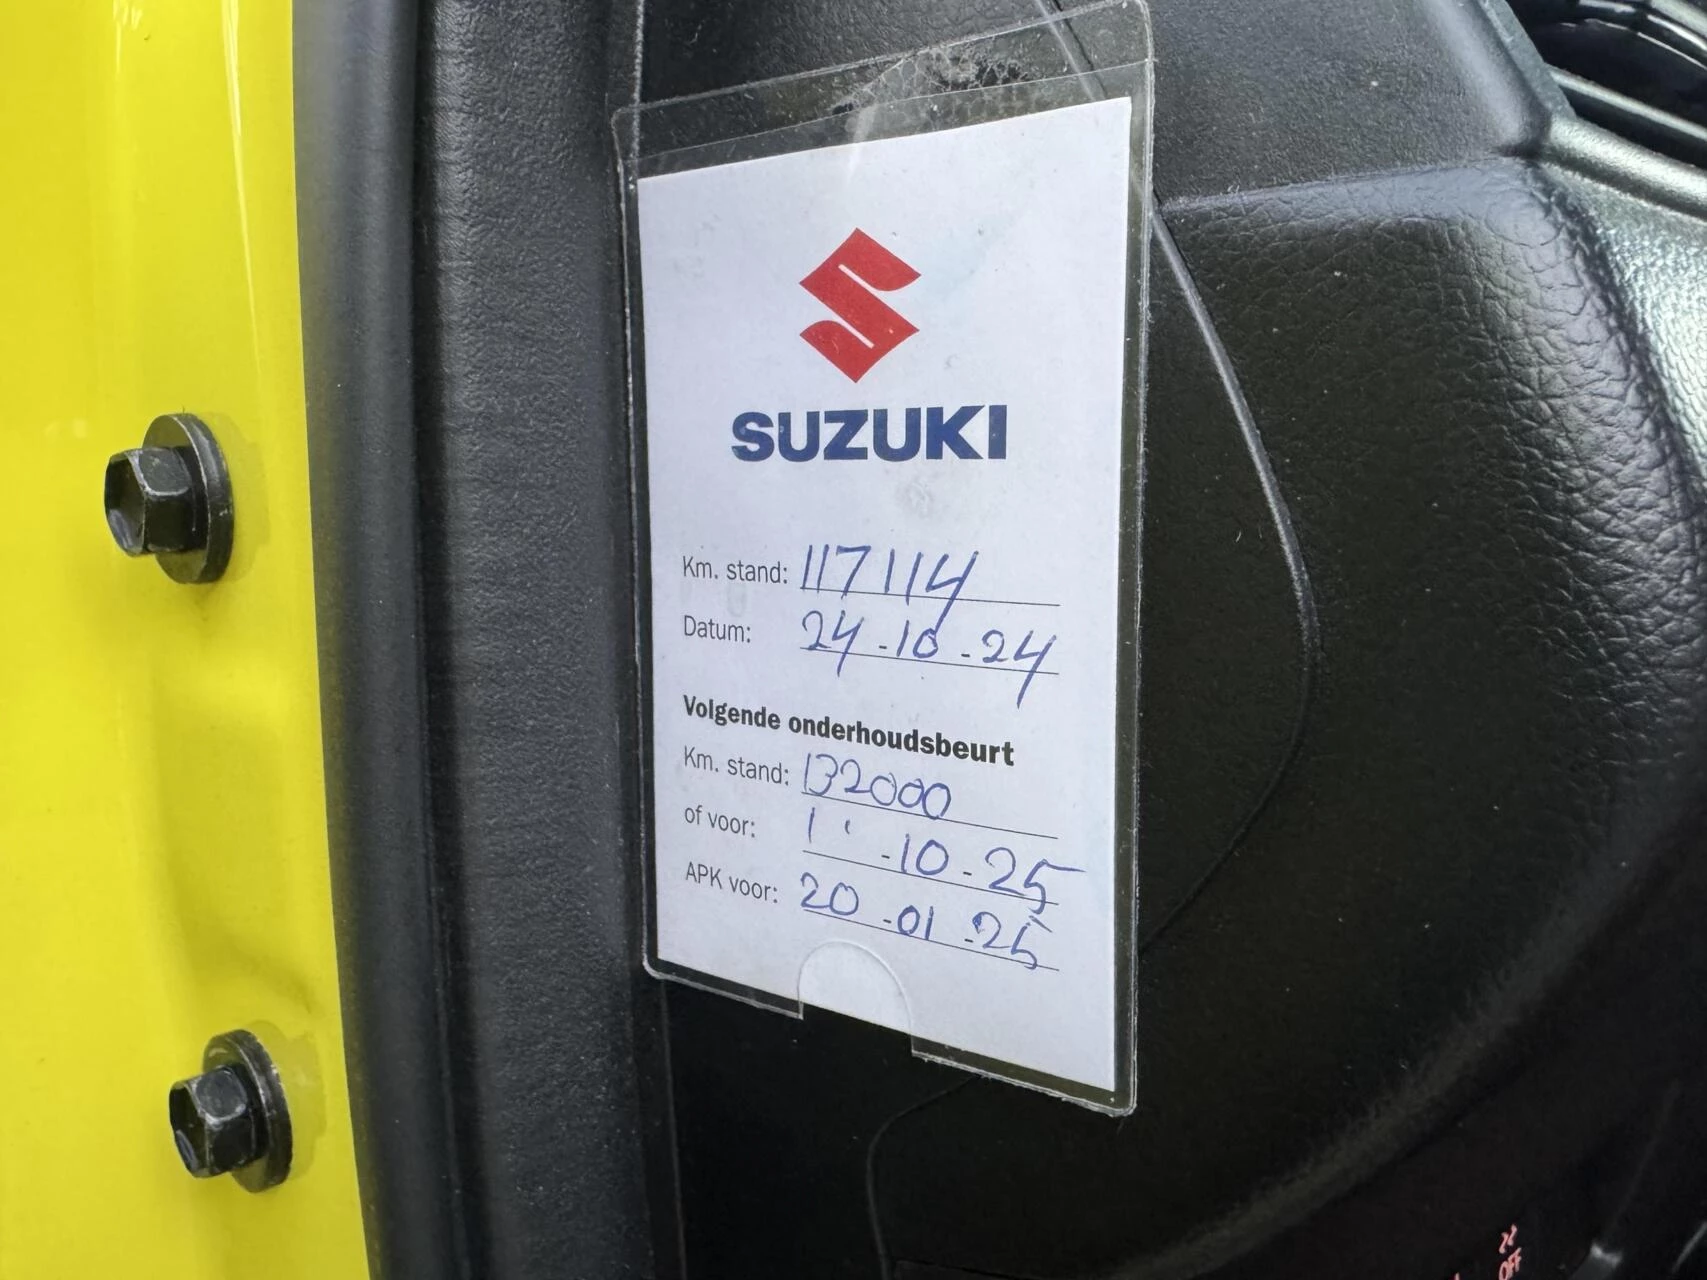 SUZUKI
Km. stand: 117114
Datum: 24-10-24
Volgende onderhoudsbeurt
Km. stand: 132000
of voor: -10-25
APK voor: 20-01-25
OFF